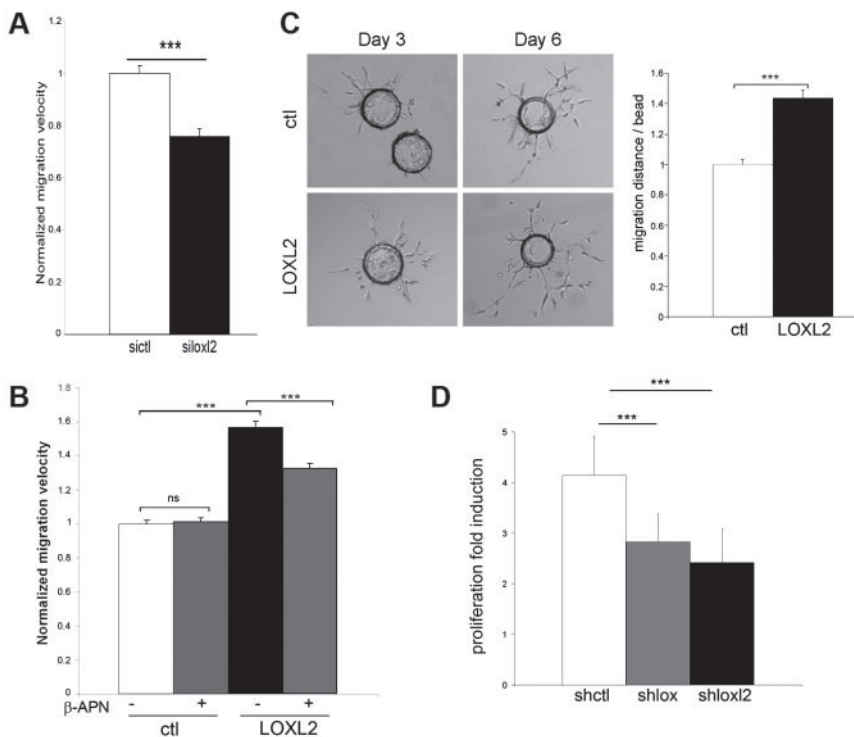 A
***
Normalized migration velocity
1.2
1
0.8
0.6
0.4
0.2
0
sictl siloxl2
C
Day 3 Day 6
ctl
LOXL2
***
migration distance / bead
1.6
1.4
1.2
1
0.8
0.6
0.4
0.2
0
ctl LOXL2
B
*** ***
ns
Normalized migration velocity
1.8
1.6
1.4
1.2
1
0.8
0.6
0.4
0.2
0
β-APN - + - +
ctl LOXL2
D
***
***
proliferation fold induction
5
4
3
2
1
0
shctl shlox shloxl2